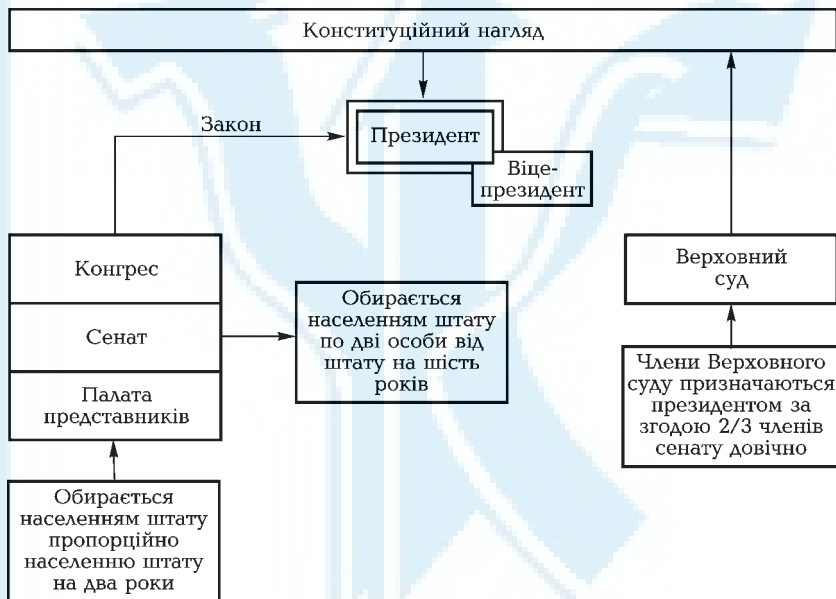 Конституційний нагляд
Закон
Президент
Віце-
президент
Конгрес
Сенат
Палата
представників
Обирається
населенням штату
по дві особи від
штату на шість
років
Верховний
суд
Члени Верховного
суду призначаються
президентом за
згодою 2/3 членів
сенату довічно
Обирається
населенням штату
пропорційно
населенню штату
на два роки